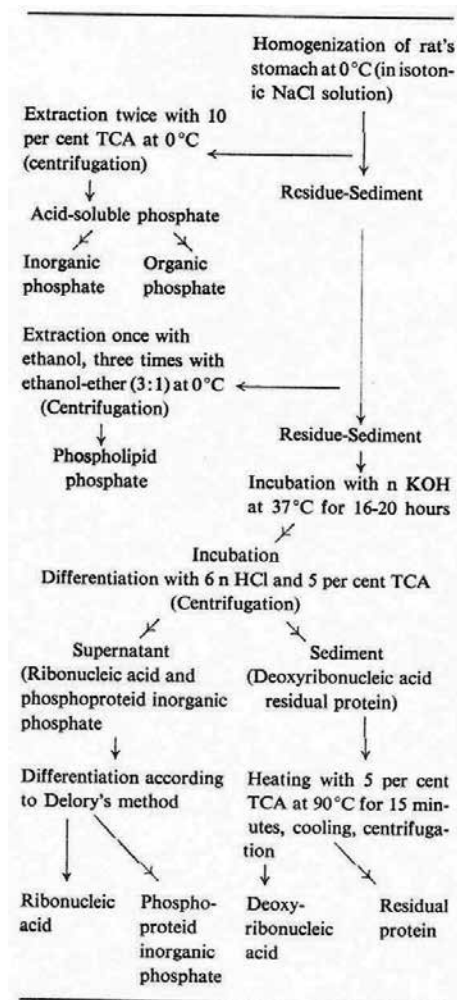 Homogenization of rat's
stomach at 0°C (in isoton-
ic NaCl solution)
Extraction twice with 10
per cent TCA at 0°C
(centrifugation)
Residue-Sediment
Acid-soluble phosphate
Inorganic
phosphate
Organic
phosphate
Extraction once with
ethanol, three times with
ethanol-ether (3:1) at 0°C
(Centrifugation)
Residue-Sediment
Phospholipid
phosphate
Incubation with n KOH
at 37°C for 16-20 hours
Incubation
Differentiation with 6 n HCl and 5 per cent TCA
(Centrifugation)
Supernatant
(Ribonucleic acid and
phosphoproteid inorganic
phosphate
Sediment
(Deoxyribonucleic acid
residual protein)
Differentiation according
to Delory's method
Heating with 5 per cent
TCA at 90°C for 15 min-
utes, cooling, centrifuga-
tion
Ribonucleic
acid
Phospho-
proteid
inorganic
phosphate
Deoxy-
ribonucleic
acid
Residual
protein